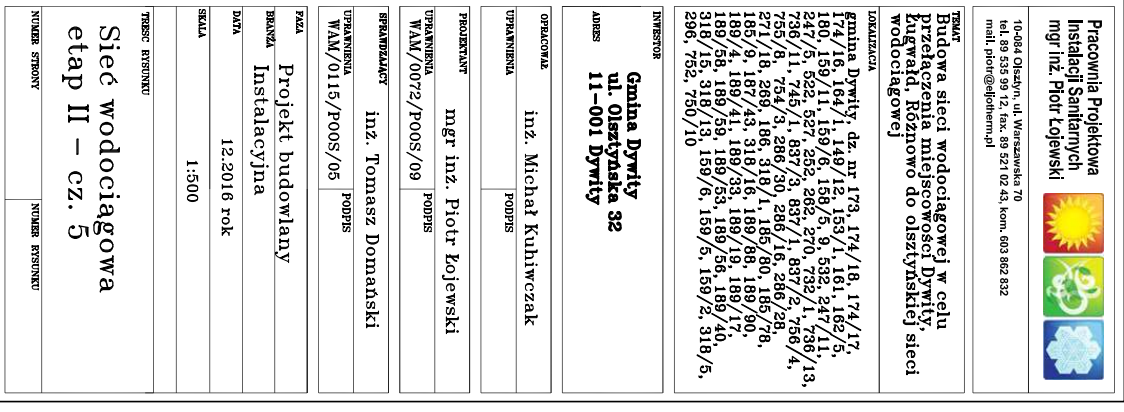 Pracownia Projektowa
Instalacji Sanitarnych
mgr inż. Piotr Łojewski
10-084 Olsztyn, ul. Warszawska 70
tel. 89 535 99 12, fax. 89 521 02 43, kom. 603 862 832
mail. piotr@eljotherm.pl
TEMAT
Budowa sieci wodociągowej w celu
przełączenia miejscowości Dywity,
Ługwałd, Różnowo do olsztyńskiej sieci
wodociągowej
LOKALIZACJA
gmina Dywity, dz. nr 173, 174/18, 174/17,
174/16, 164/1, 149/12, 153/1, 161, 162/5,
160, 159/11, 159/6, 158/5, 9, 532, 247/11,
247/5, 522, 527, 252, 262, 270, 732/1, 736/13,
736/11, 745/1, 837/3, 837/1, 837/2, 756/4,
755/8, 754/3, 286/30, 286/16, 286/28,
271/18, 269, 186, 318/1, 185/80, 185/78,
185/9, 187/43, 318/16, 189/88, 189/90,
189/4, 189/41, 189/33, 189/19, 189/17,
189/58, 189/59, 189/53, 189/56, 189/40,
318/15, 318/13, 159/6, 159/5, 159/2, 318/5,
296, 752, 750/10
INWESTOR
Gmina Dywity
ul. Olsztyńska 32
11-001 Dywity
ADRES
OPRACOWAŁ
inż. Michał Kuhiwczak
UPRAWNIENIA
PODPIS
PROJEKTANT
mgr inż. Piotr Łojewski
UPRAWNIENIA
PODPIS
WAM/0072/POOS/09
SPRAWDZAJĄCY
inż. Tomasz Domański
UPRAWNIENIA
PODPIS
WAM/0115/POOS/05
FAZA
Projekt budowlany
BRANŻA
Instalacyjna
DATA
12.2016 rok
SKALA
1:500
TRESC RYSUNKU
Sieć wodociągowa
etap II – cz. 5
NUMER STRONY
NUMER RYSUNKU